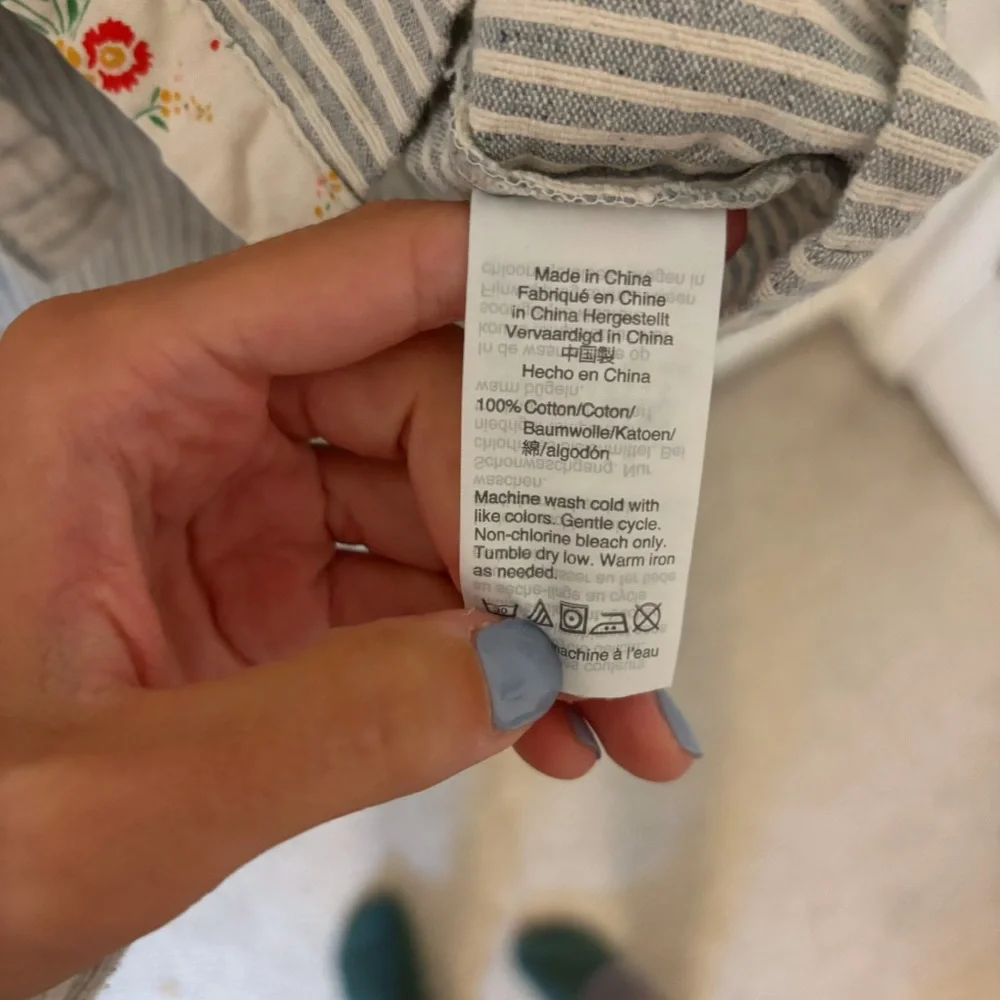 Made in China
Fabriqué en Chine
in China Hergestellt
Vervaardigd in China
中国製
Hecho en China
100% Cotton/Coton/
Baumwolle/Katoen/
綿/algodón
Machine wash cold with
like colors. Gentle cycle.
Non-chlorine bleach only.
Tumble dry low. Warm iron
as needed.
à l'eau